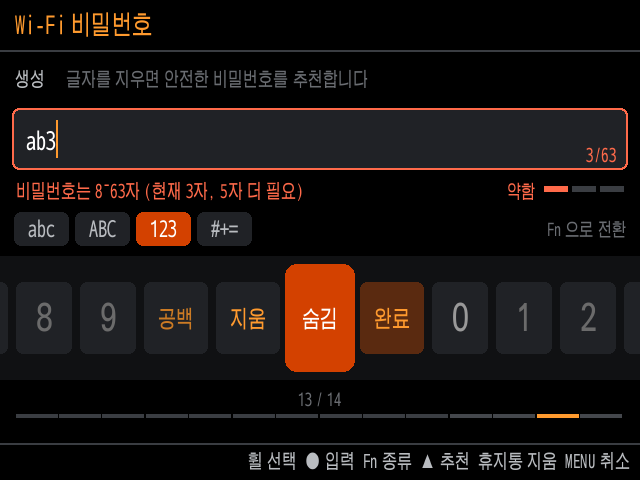 Wi-Fi 비밀번호
생성 글자를 지우면 안전한 비밀번호를 추천합니다
ab3
3/63
비밀번호는 8~63자 (현재 3자, 5자 더 필요) 약함
abc ABC 123 #+= Fn 으로 전환
8 9 공백 지움 숨김 완료 0 1 2
13 / 14
휠 선택 ● 입력 Fn 종류 ▲ 추천 휴지통 지움 MENU 취소